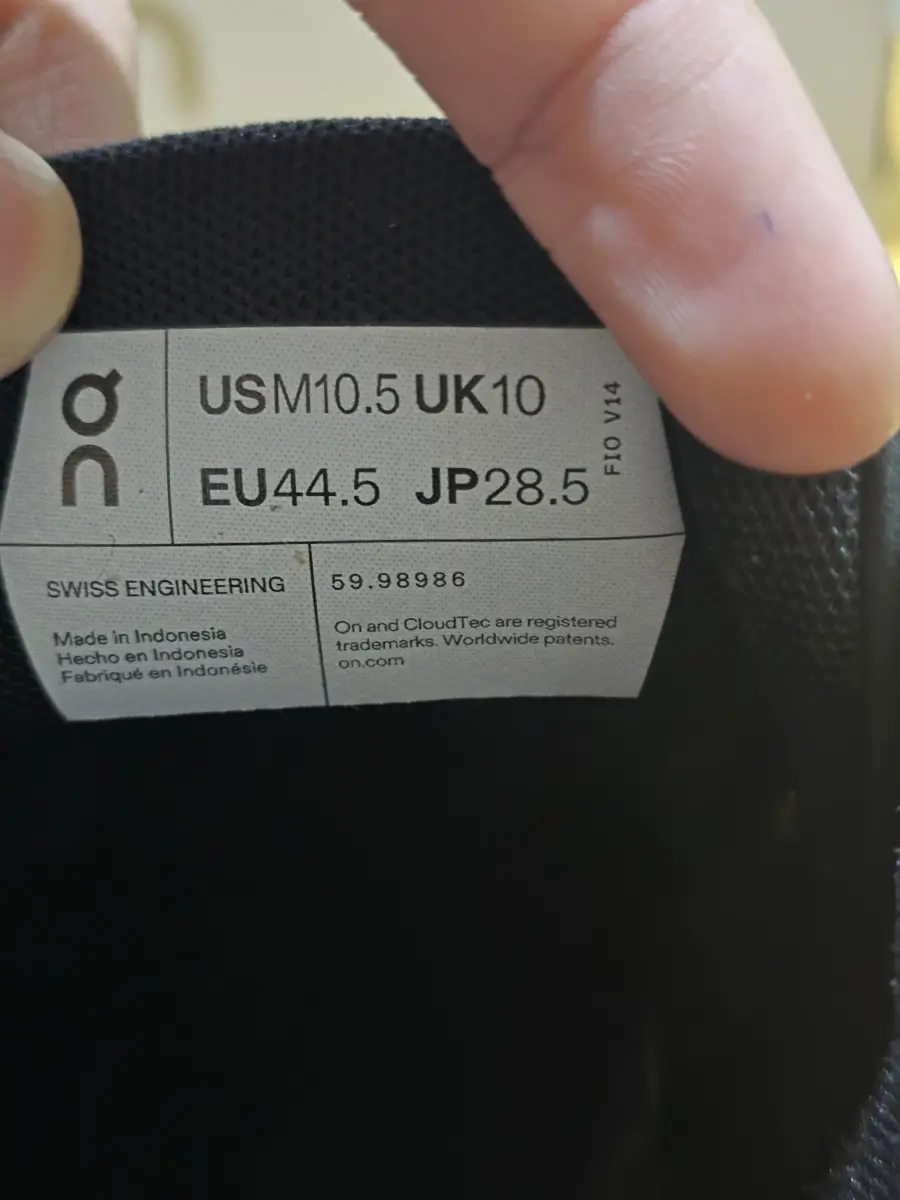 On
USM10.5 UK10
EU44.5 JP28.5
FIO V14
SWISS ENGINEERING
Made in Indonesia
Hecho en Indonesia
Fabriqué en Indonésie
59.98986
On and CloudTec are registered
trademarks. Worldwide patents.
on.com